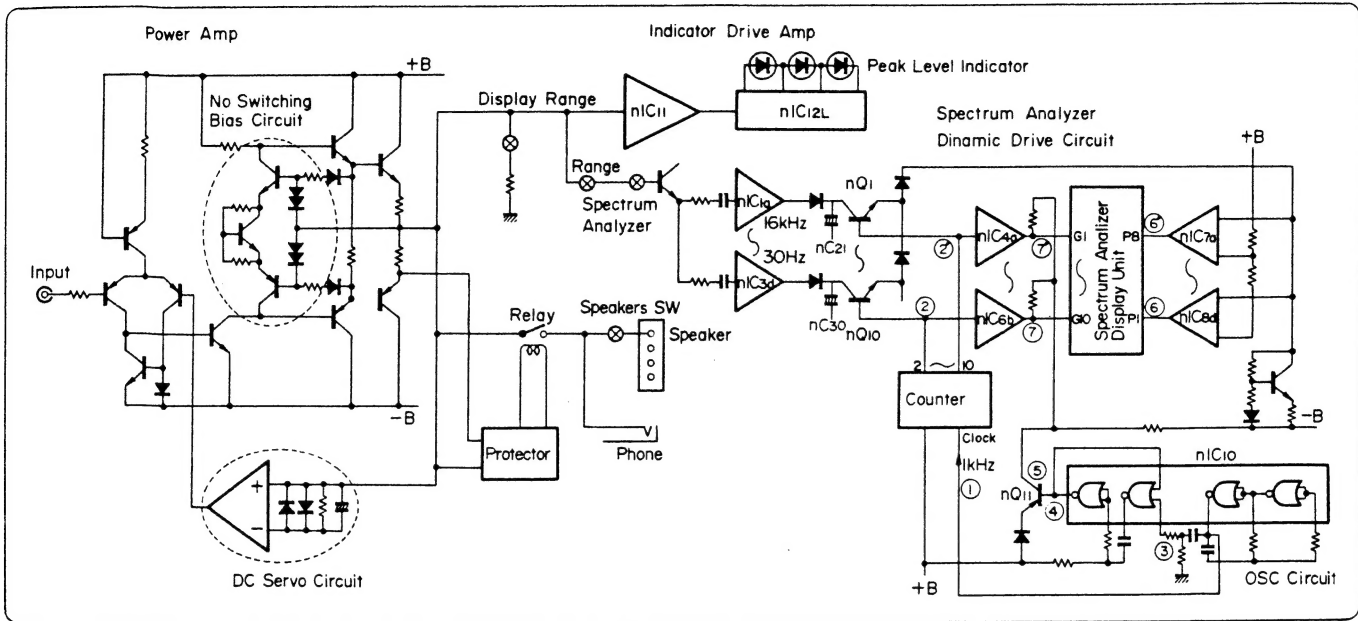 Power Amp
Indicator Drive Amp
+B
Peak Level Indicator
No Switching
Bias Circuit
Display Range
nIC11
nIC12L
Spectrum Analyzer
Dinamic Drive Circuit
+B
Range
Spectrum
Analyzer
nIC1a
16kHz
nC21
nQ1
nIC3d
30Hz
nC30
nQ10
2'
nIC4a
7'
G1
P8
6'
nIC7a
2
nIC6b
7
G10
P1
6
nIC8d
Spectrum Analizer
Display Unit
Input
Relay
Speakers SW
Speaker
2
10
Counter
-B
-B
Protector
Phone
Clock
1kHz
1
5
nIC10
nQ11
4
3
+
-
DC Servo Circuit
+B
OSC Circuit